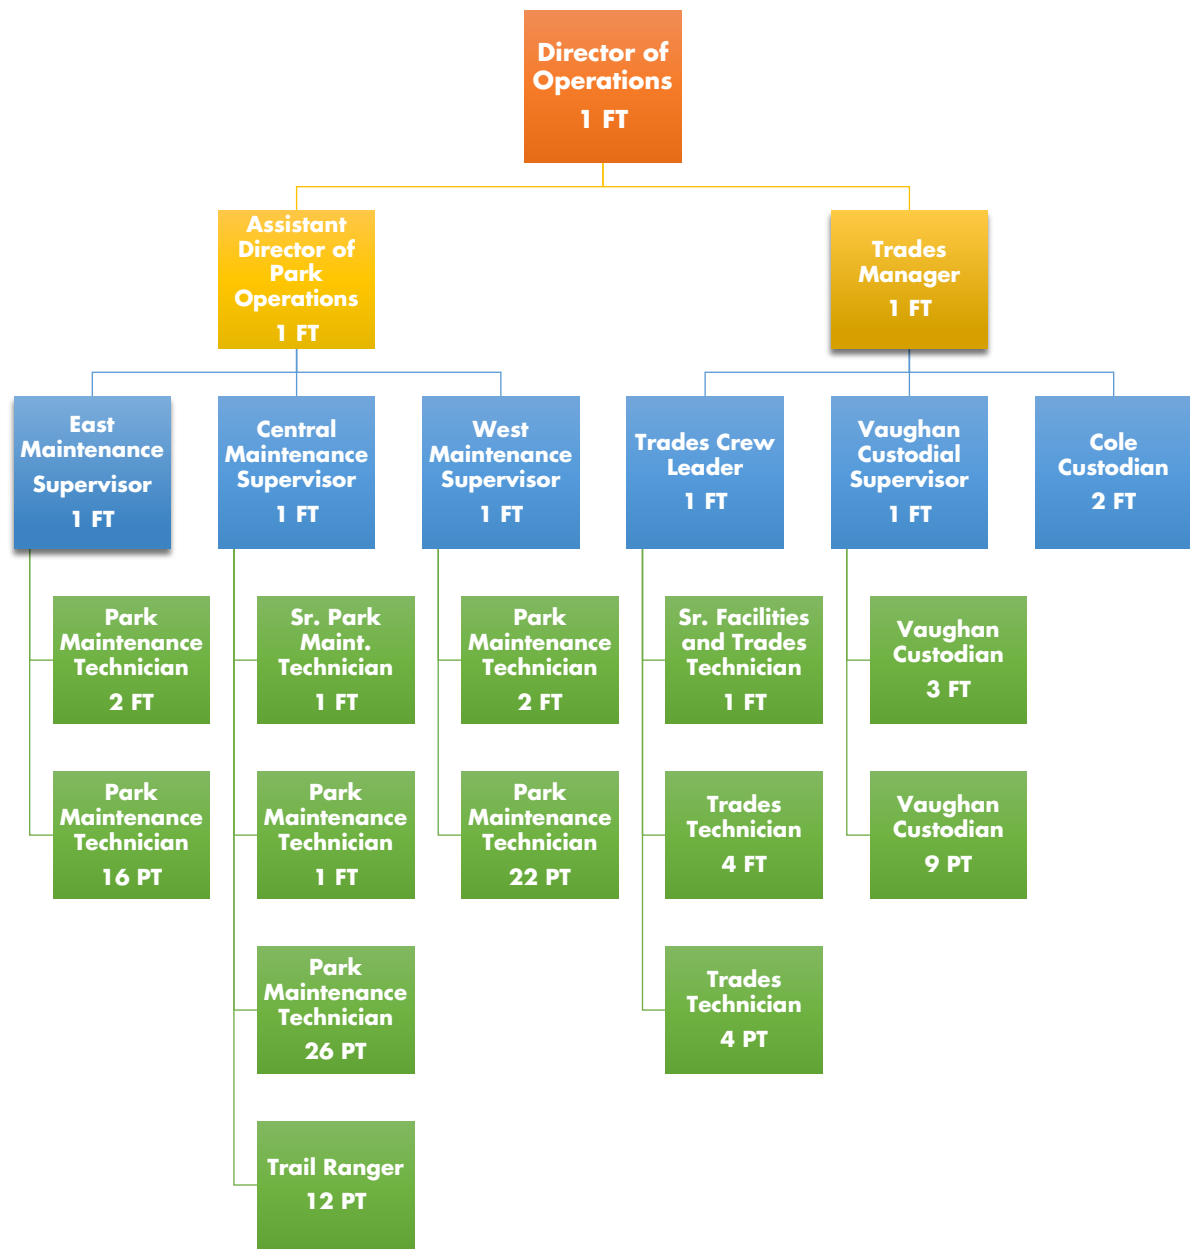 Director of
Operations
1 FT
Assistant
Director of
Park
Operations
1 FT
Trades
Manager
1 FT
East
Maintenance
Supervisor
1 FT
Central
Maintenance
Supervisor
1 FT
West
Maintenance
Supervisor
1 FT
Trades Crew
Leader
1 FT
Vaughan
Custodial
Supervisor
1 FT
Cole
Custodian
2 FT
Park
Maintenance
Technician
2 FT
Park
Maintenance
Technician
16 PT
Sr. Park
Maint.
Technician
1 FT
Park
Maintenance
Technician
1 FT
Park
Maintenance
Technician
26 PT
Trail Ranger
12 PT
Park
Maintenance
Technician
2 FT
Park
Maintenance
Technician
22 PT
Sr. Facilities
and Trades
Technician
1 FT
Trades
Technician
4 FT
Trades
Technician
4 PT
Vaughan
Custodian
3 FT
Vaughan
Custodian
9 PT